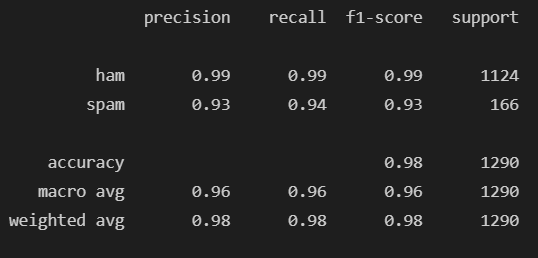 precision recall f1-score support
ham 0.99 0.99 0.99 1124
spam 0.93 0.94 0.93 166
accuracy 0.98 1290
macro avg 0.96 0.96 0.96 1290
weighted avg 0.98 0.98 0.98 1290